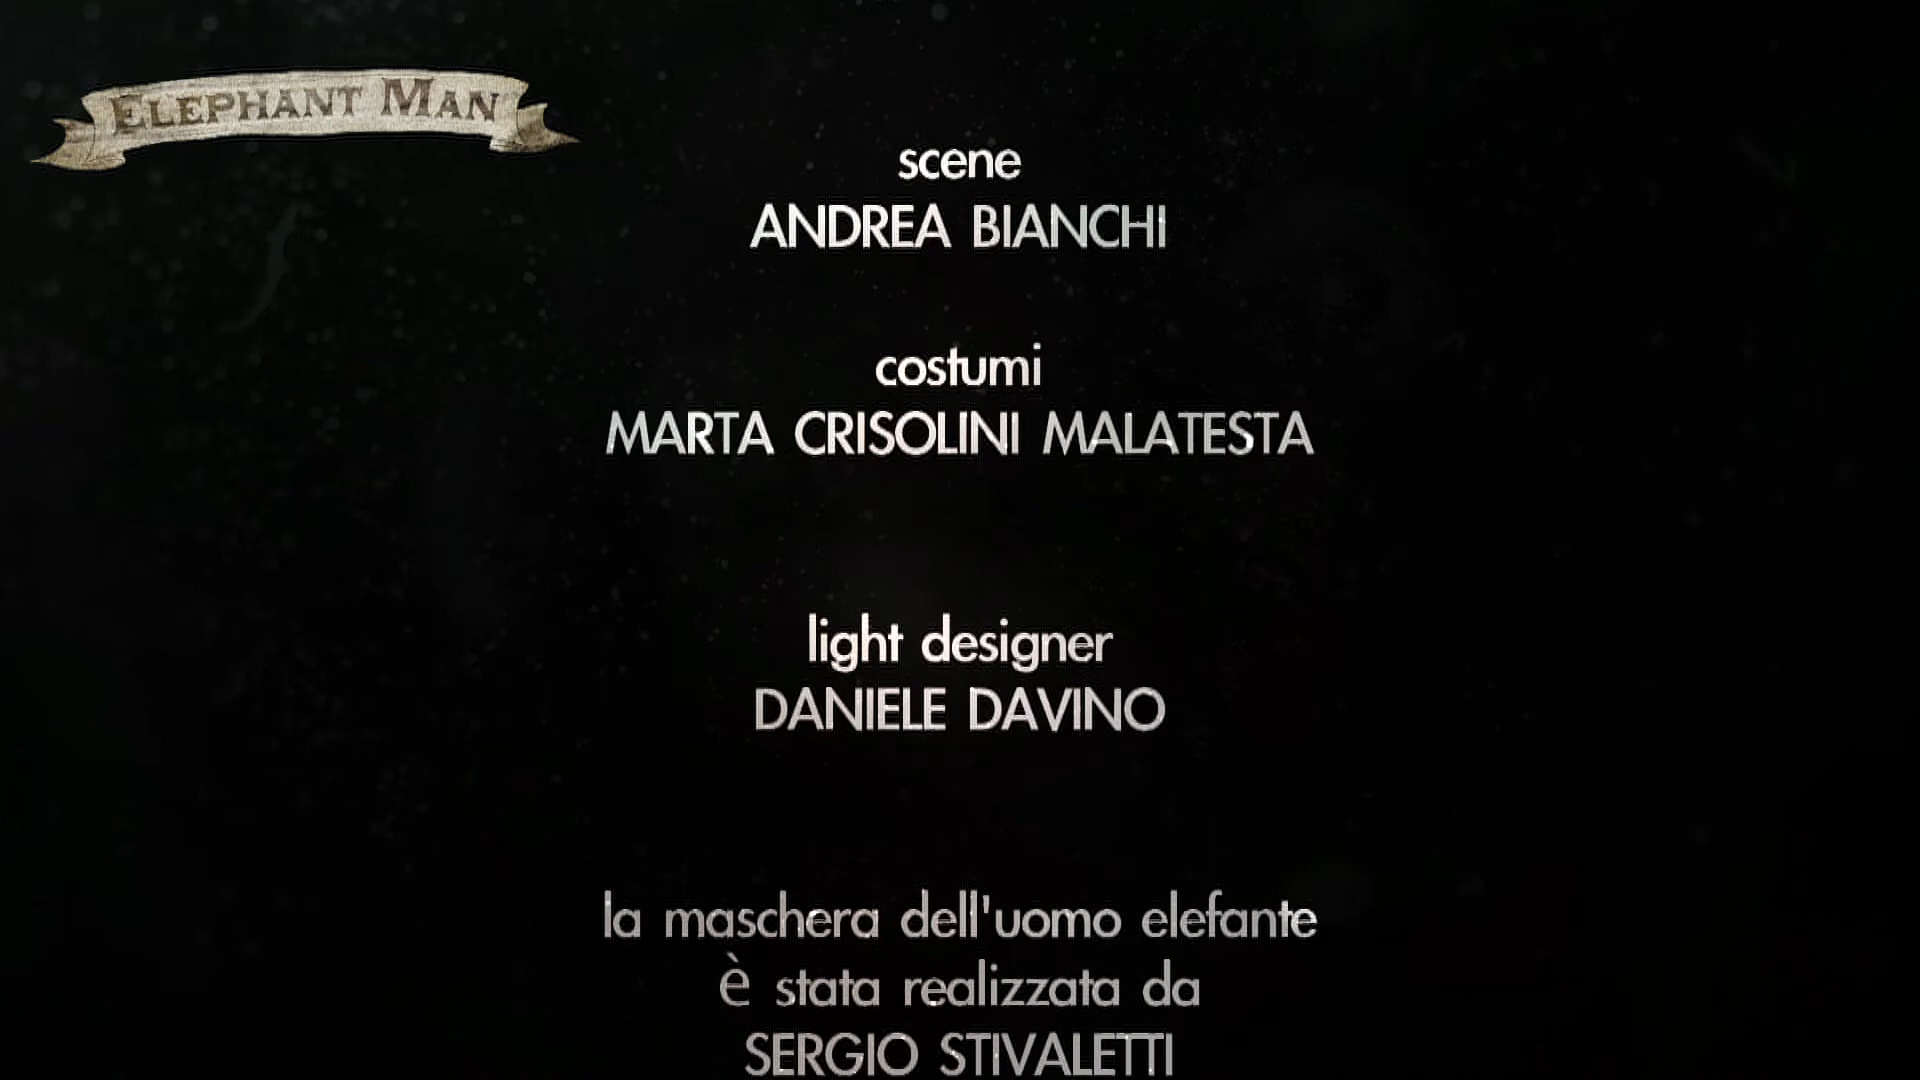 ELEPHANT MAN
scene
ANDREA BIANCHI
costumi
MARTA CRISOLINI MALATESTA
light designer
DANIELE DAVINO
la maschera dell'uomo elefante
è stata realizzata da
SERGIO STIVALETTI